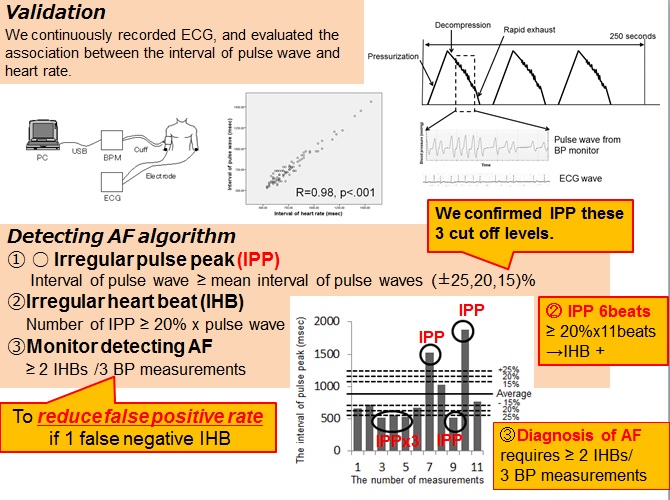 Validation
We continuously recorded ECG, and evaluated the
association between the interval of pulse wave and
heart rate.
Decompression
Rapid exhaust
250 seconds
Pressurization
PC
USB
BPM
Cuff
Electrode
ECG
Interval of pulse wave (msec)
R=0.98, p<.001
Interval of heart rate (msec)
Time
Pulse wave from
BP monitor
ECG wave
We confirmed IPP these
3 cut off levels.
Detecting AF algorithm
① ○ Irregular pulse peak (IPP)
Interval of pulse wave ≥ mean interval of pulse waves (±25,20,15)%
②Irregular heart beat (IHB)
Number of IPP ≥ 20% x pulse wave
③Monitor detecting AF
≥ 2 IHBs /3 BP measurements
To reduce false positive rate
if 1 false negative IHB
The interval of pulse peak (msec)
2000
1500
1000
500
0
IPP
IPP
IPPx3
IPP
+25%
20%
15%
Average
- 15%
20%
25%
1 3 5 7 9 11
The number of measurements
② IPP 6beats
≥ 20%x11beats
→IHB +
③Diagnosis of AF
requires ≥ 2 IHBs/
3 BP measurements